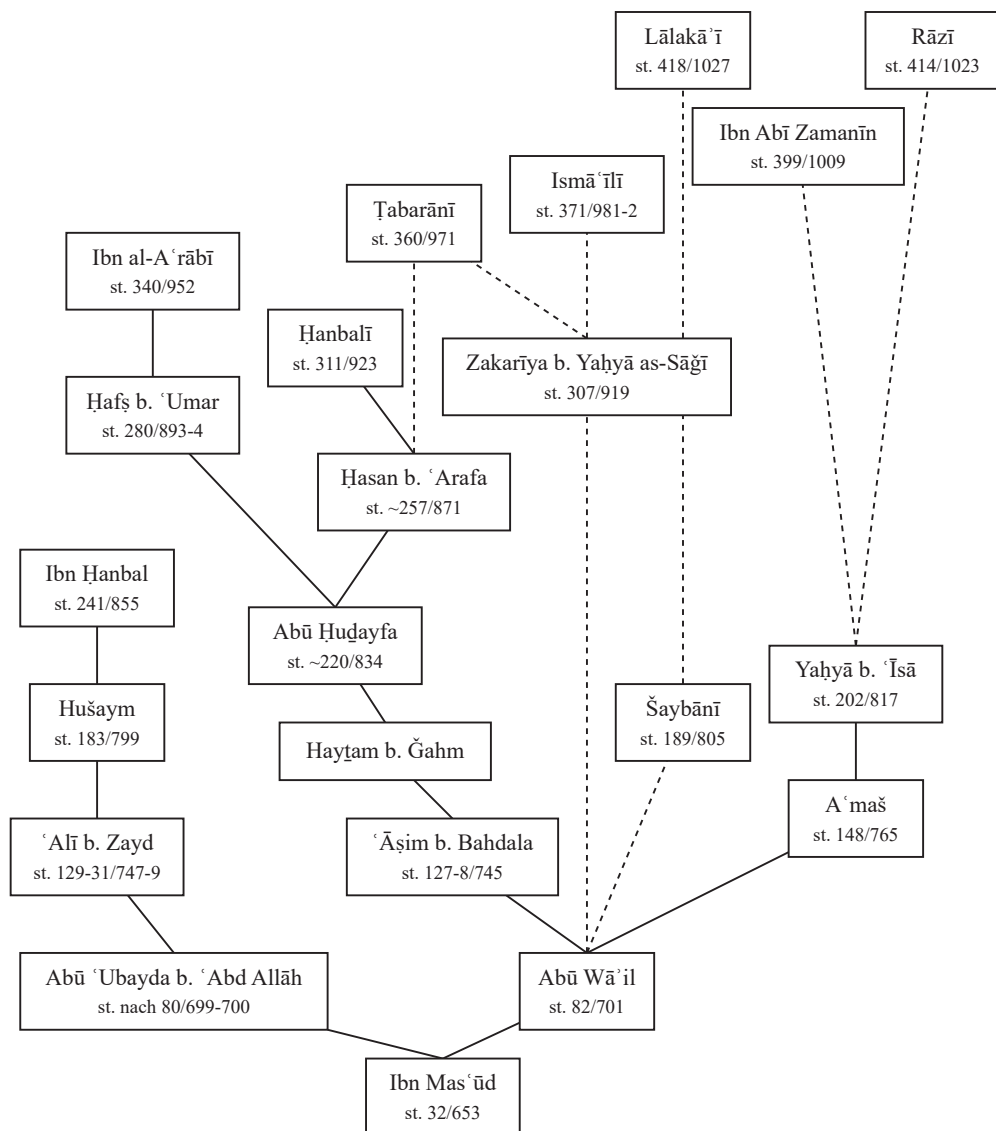 Lālakāʾī
st. 418/1027
Rāzī
st. 414/1023
Ibn Abī Zamanīn
st. 399/1009
Ismāʿīlī
st. 371/981-2
Ṭabarānī
st. 360/971
Ibn al-Aʿrābī
st. 340/952
Ḥanbalī
st. 311/923
Zakarīya b. Yaḥyā as-Sāǧī
st. 307/919
Ḥafṣ b. ʿUmar
st. 280/893-4
Ḥasan b. ʿArafa
st. ~257/871
Ibn Ḥanbal
st. 241/855
Abū Ḥuḏayfa
st. ~220/834
Yaḥyā b. ʿĪsā
st. 202/817
Hušaym
st. 183/799
Šaybānī
st. 189/805
Hayṯam b. Ǧahm
Aʿmaš
st. 148/765
ʿAlī b. Zayd
st. 129-31/747-9
ʿĀṣim b. Bahdala
st. 127-8/745
Abū ʿUbayda b. ʿAbd Allāh
st. nach 80/699-700
Abū Wāʾil
st. 82/701
Ibn Masʿūd
st. 32/653